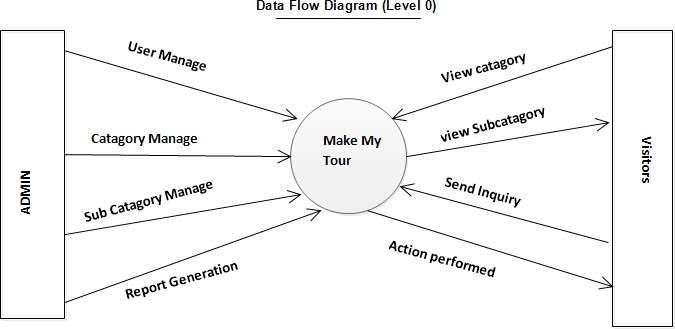 Data Flow Diagram (Level 0)
User Manage
View catagory
Catagory Manage
Make My
Tour
view Subcatagory
ADMIN
Visitors
Sub Catagory Manage
Send Inquiry
Report Generation
Action performed